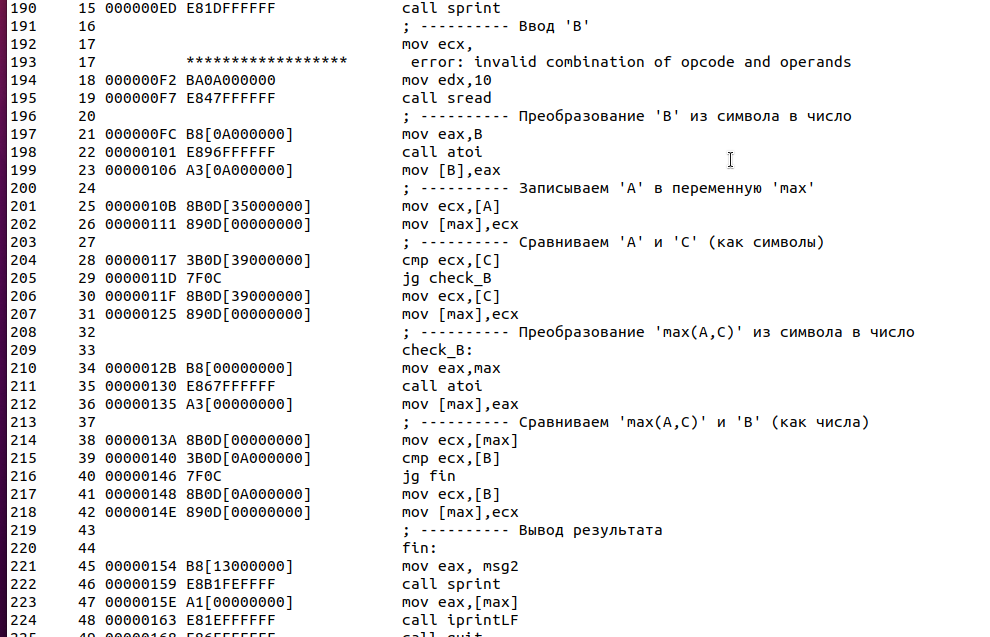 190 15 000000ED E81DFFFFFF call sprint
191 16 ; ---------- Ввод 'B'
192 17 mov ecx,
193 17 ****************** error: invalid combination of opcode and operands
194 18 000000F2 BA0A000000 mov edx,10
195 19 000000F7 E847FFFFFF call sread
196 20 ; ---------- Преобразование 'B' из символа в число
197 21 000000FC B8[0A000000] mov eax,B
198 22 00000101 E896FFFFFF call atoi
199 23 00000106 A3[0A000000] mov [B],eax
200 24 ; ---------- Записываем 'A' в переменную 'max'
201 25 0000010B 8B0D[35000000] mov ecx,[A]
202 26 00000111 890D[00000000] mov [max],ecx
203 27 ; ---------- Сравниваем 'A' и 'C' (как символы)
204 28 00000117 3B0D[39000000] cmp ecx,[C]
205 29 0000011D 7F0C jg check_B
206 30 0000011F 8B0D[39000000] mov ecx,[C]
207 31 00000125 890D[00000000] mov [max],ecx
208 32 ; ---------- Преобразование 'max(A,C)' из символа в число
209 33 check_B:
210 34 0000012B B8[00000000] mov eax,max
211 35 00000130 E867FFFFFF call atoi
212 36 00000135 A3[00000000] mov [max],eax
213 37 ; ---------- Сравниваем 'max(A,C)' и 'B' (как числа)
214 38 0000013A 8B0D[00000000] mov ecx,[max]
215 39 00000140 3B0D[0A000000] cmp ecx,[B]
216 40 00000146 7F0C jg fin
217 41 00000148 8B0D[0A000000] mov ecx,[B]
218 42 0000014E 890D[00000000] mov [max],ecx
219 43 ; ---------- Вывод результата
220 44 fin:
221 45 00000154 B8[13000000] mov eax, msg2
222 46 00000159 E8B1FEFFFF call sprint
223 47 0000015E A1[00000000] mov eax,[max]
224 48 00000163 E81EFFFFFF call iprintLF
225 49 00000168 call quit